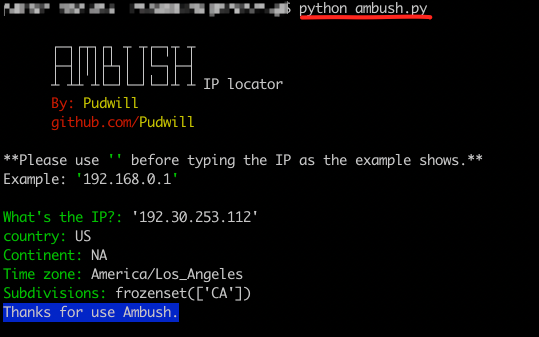 $ python ambush.py
AMBUSH IP locator
By: Pudwill
github.com/Pudwill
**Please use '' before typing the IP as the example shows.**
Example: '192.168.0.1'
What's the IP?: '192.30.253.112'
country: US
Continent: NA
Time zone: America/Los_Angeles
Subdivisions: frozenset(['CA'])
Thanks for use Ambush.